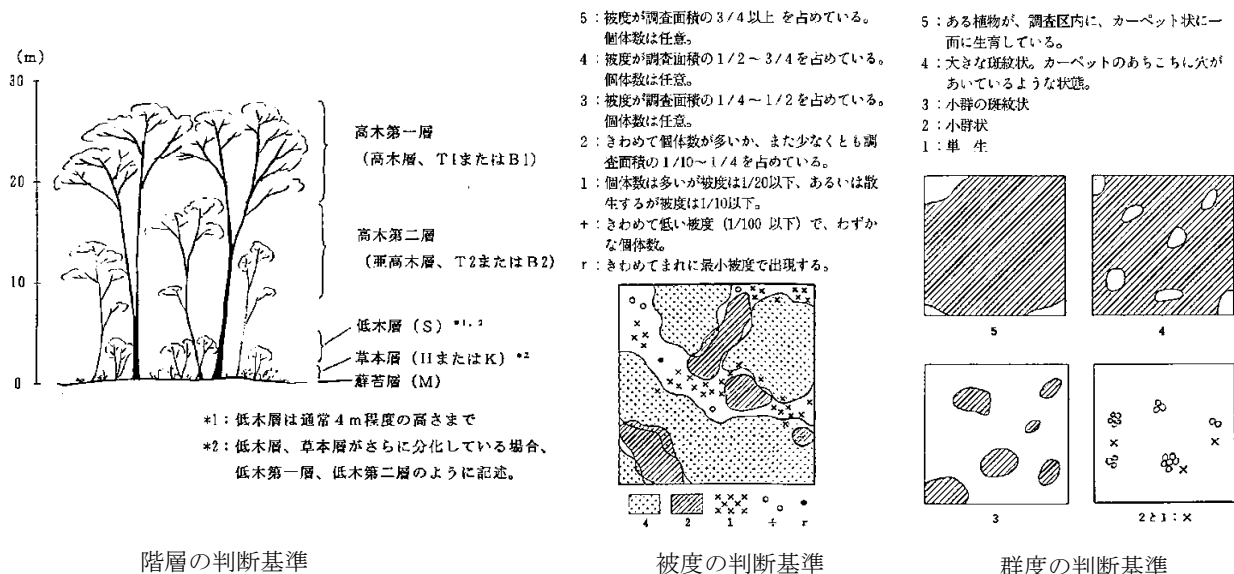 (m)
30
20
10
0
高木第一層
(高木層、T1またはB1)
高木第二層
(亜高木層、T2またはB2)
低木層 (S) *1,2
草本層 (HまたはK) *2
蘚苔層 (M)
*1:低木層は通常4m程度の高さまで
*2:低木層、草本層がさらに分化している場合、
低木第一層、低木第二層のように記述。
階層の判断基準
5:被度が調査面積の3/4以上 を占めている。
個体数は任意。
4:被度が調査面積の1/2~3/4を占めている。
個体数は任意。
3:被度が調査面積の1/4~1/2を占めている。
個体数は任意。
2:きわめて個体数が多いか、また少なくとも調
査面積の1/10~1/4を占めている。
1:個体数は多いが被度は1/20以下、あるいは散
生するが被度は1/10以下。
+:きわめて低い被度 (1/100 以下) で、わずか
な個体数。
r:きわめてまれに最小被度で出現する。
4 2 1 + r
被度の判断基準
5:ある植物が、調査区内に、カーペット状に一
面に生育している。
4:大きな斑紋状。カーペットのあちこちに穴が
あいているような状態。
3:小群の斑紋状
2:小群状
1:単 生
5 4
3 2と1:×
群度の判断基準